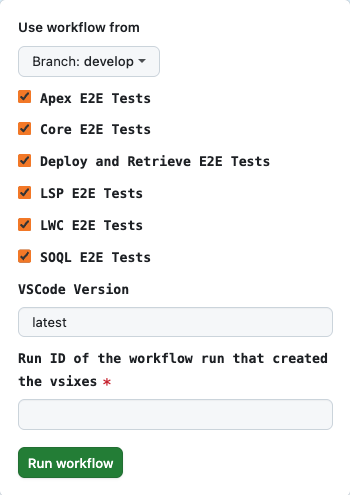 Use workflow from
Branch: develop
Apex E2E Tests
Core E2E Tests
Deploy and Retrieve E2E Tests
LSP E2E Tests
LWC E2E Tests
SOQL E2E Tests
VSCode Version
latest
Run ID of the workflow run that created
the vsixes *
Run workflow